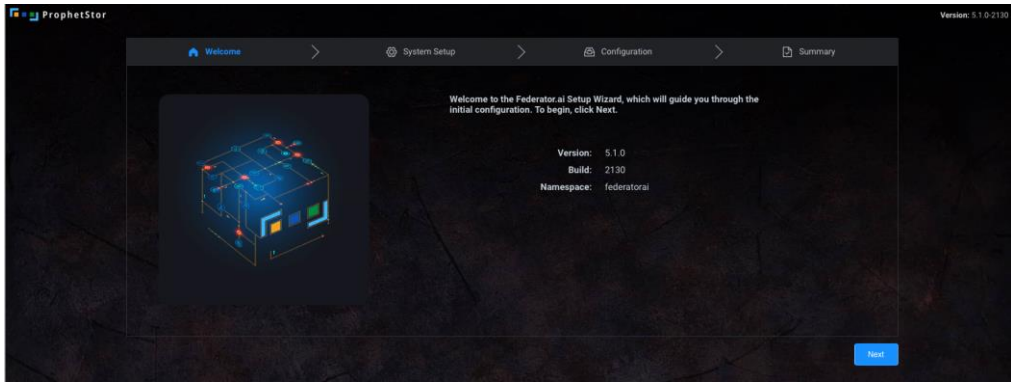 ProphetStor
Version: 5.1.0-2130
Welcome
System Setup
Configuration
Summary
Welcome to the Federator.ai Setup Wizard, which will guide you through the
initial configuration. To begin, click Next.
Version: 5.1.0
Build: 2130
Namespace: federatorai
Next